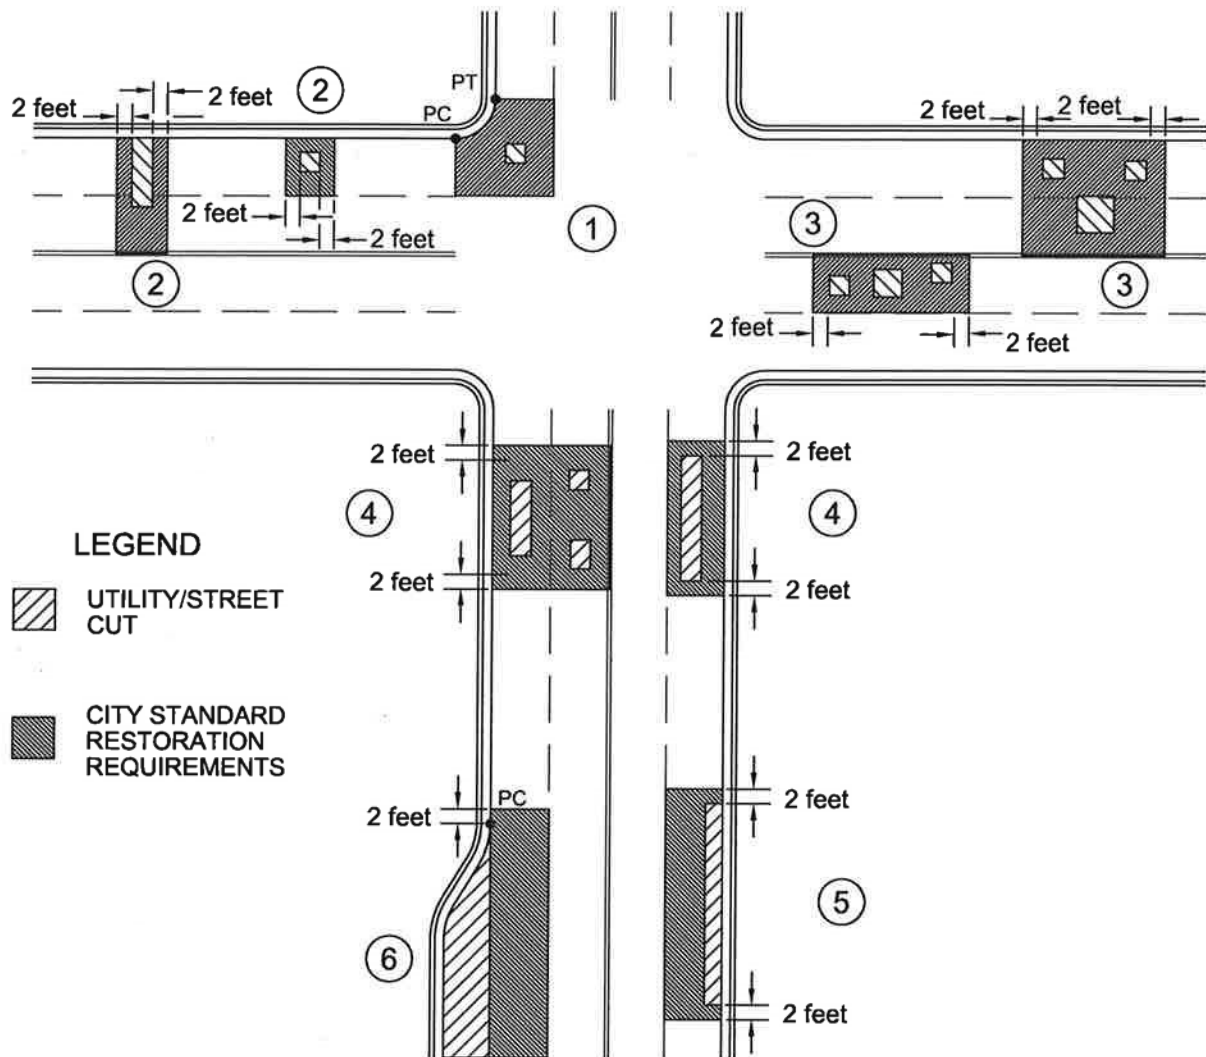 PT
2 feet
2
2 feet
PC
2 feet
2 feet
2 feet
2 feet
1
3
2
3
2 feet
2 feet
2 feet
2 feet
4
4
LEGEND
2 feet
2 feet
UTILITY/STREET
CUT
CITY STANDARD
RESTORATION
REQUIREMENTS
PC
2 feet
2 feet
5
6
2 feet